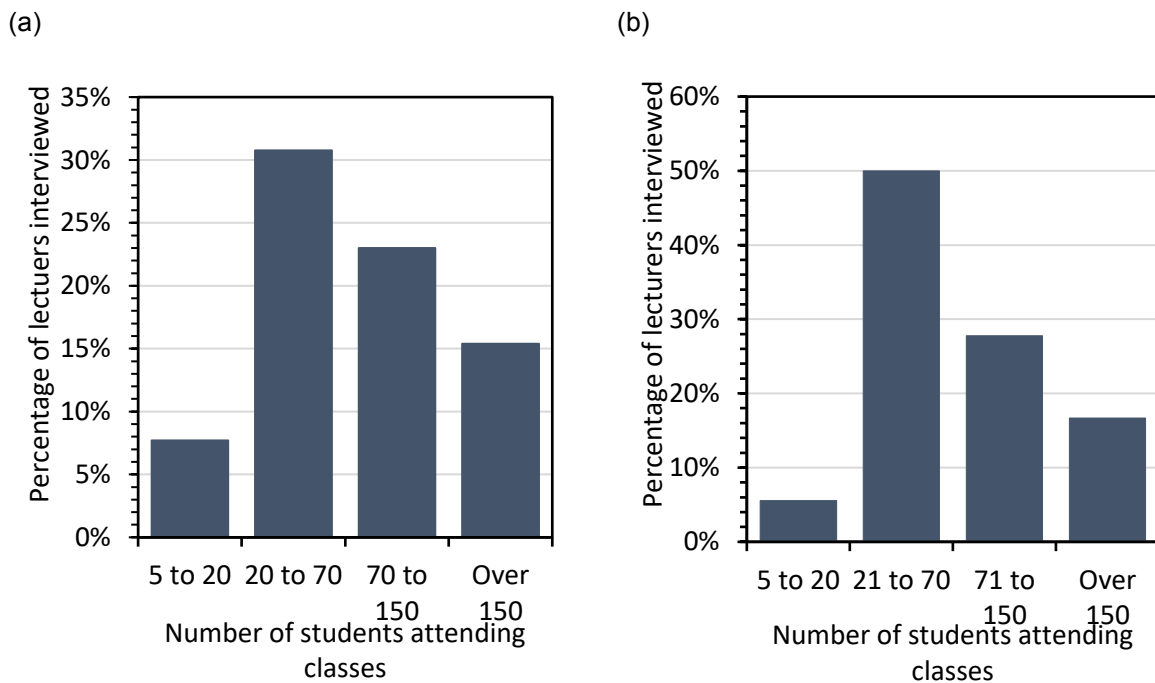 (a)
Percentage of lectuers interviewed
35%
30%
25%
20%
15%
10%
5%
0%
5 to 20
20 to 70
70 to
150
Over
150
Number of students attending
classes
(b)
Percentage of lecturers interviewed
60%
50%
40%
30%
20%
10%
0%
5 to 20
21 to 70
71 to
150
Over
150
Number of students attending
classes